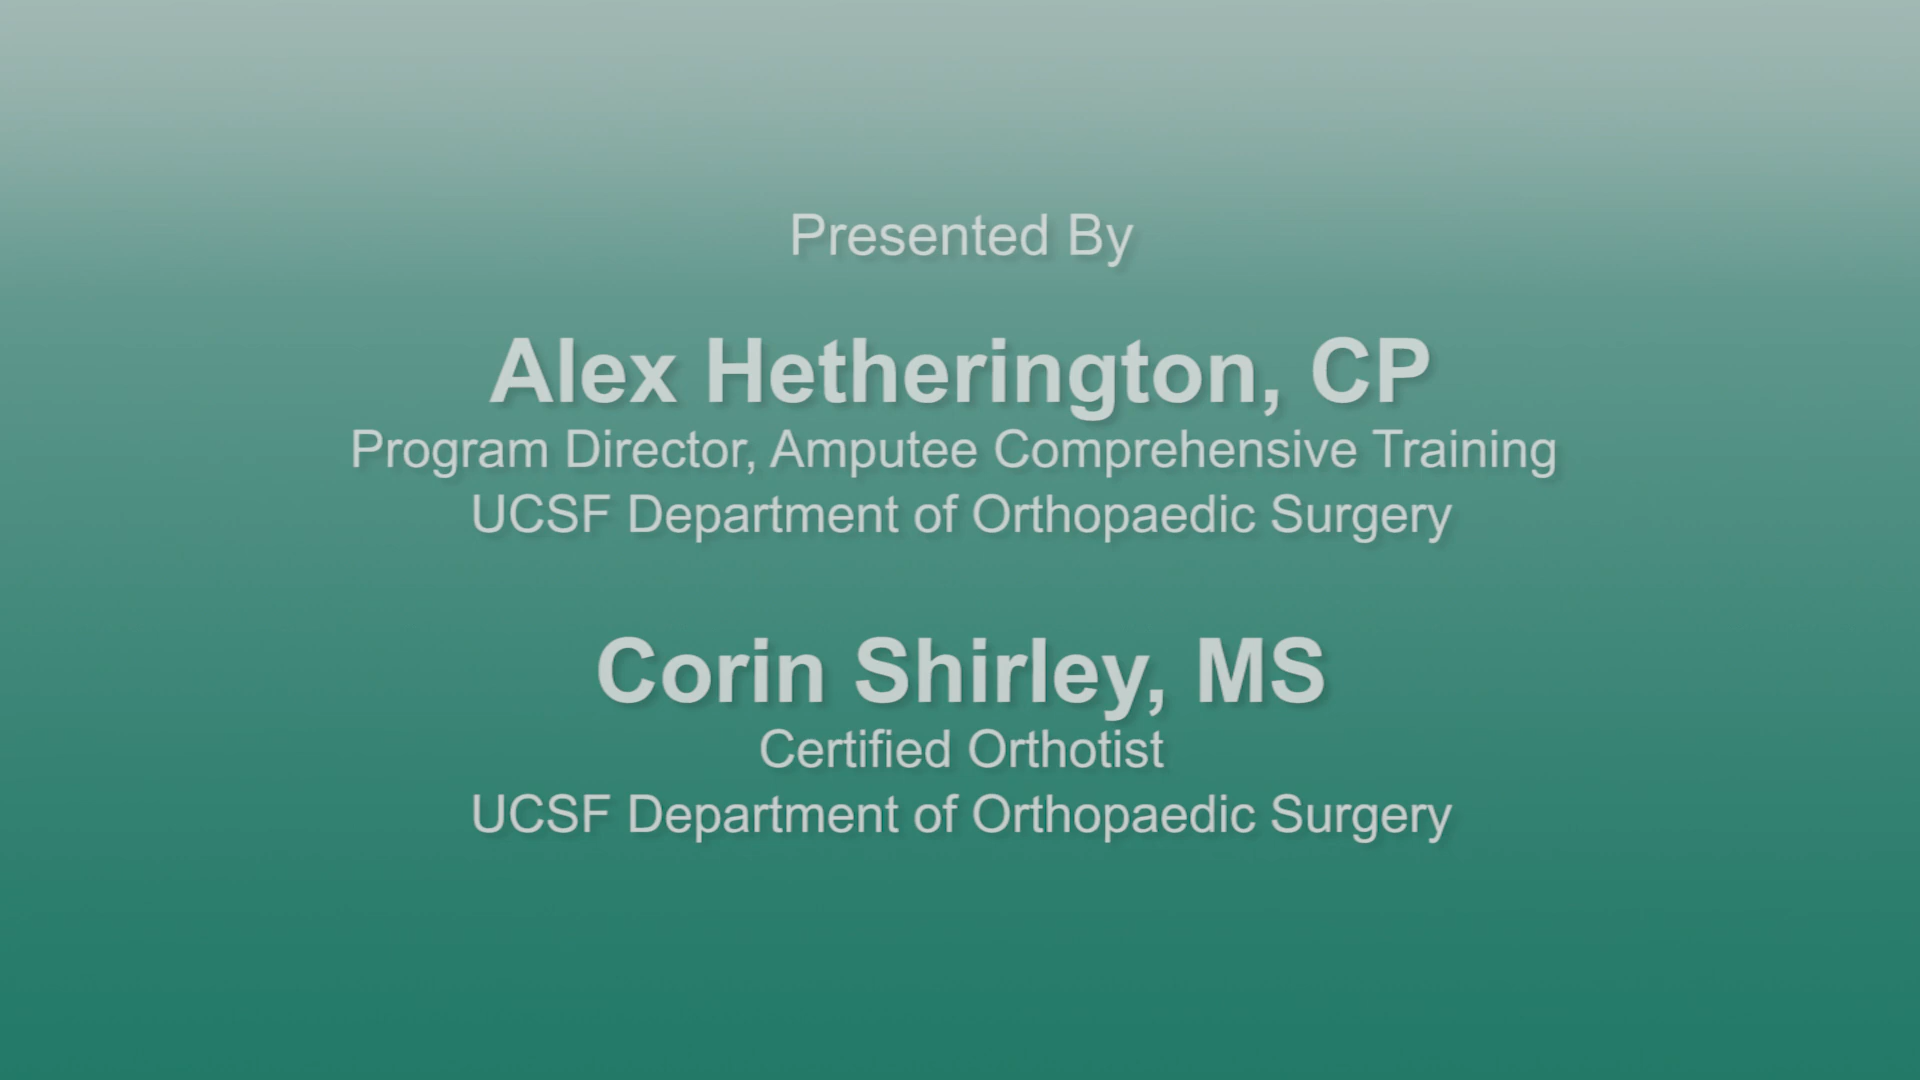 Presented By
Alex Hetherington, CP
Program Director, Amputee Comprehensive Training
UCSF Department of Orthopaedic Surgery
Corin Shirley, MS
Certified Orthotist
UCSF Department of Orthopaedic Surgery